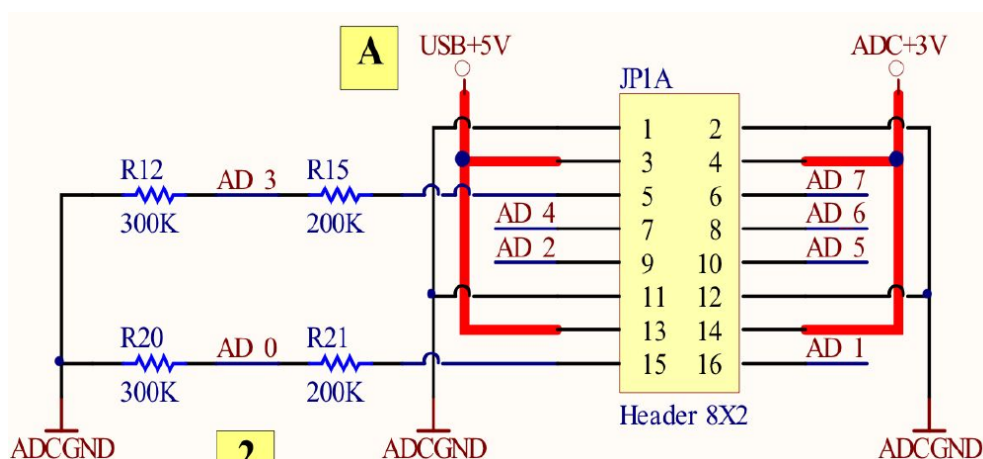 A
USB+5V
ADC+3V
JP1A
1 2
R12 AD 3 R15
3 4
300K 200K
5 6 AD 7
AD 4 7 8 AD 6
AD 2 9 10 AD 5
11 12
R20 AD 0 R21
13 14
300K 200K
15 16 AD 1
Header 8X2
ADCGND 2 ADCGND ADCGND